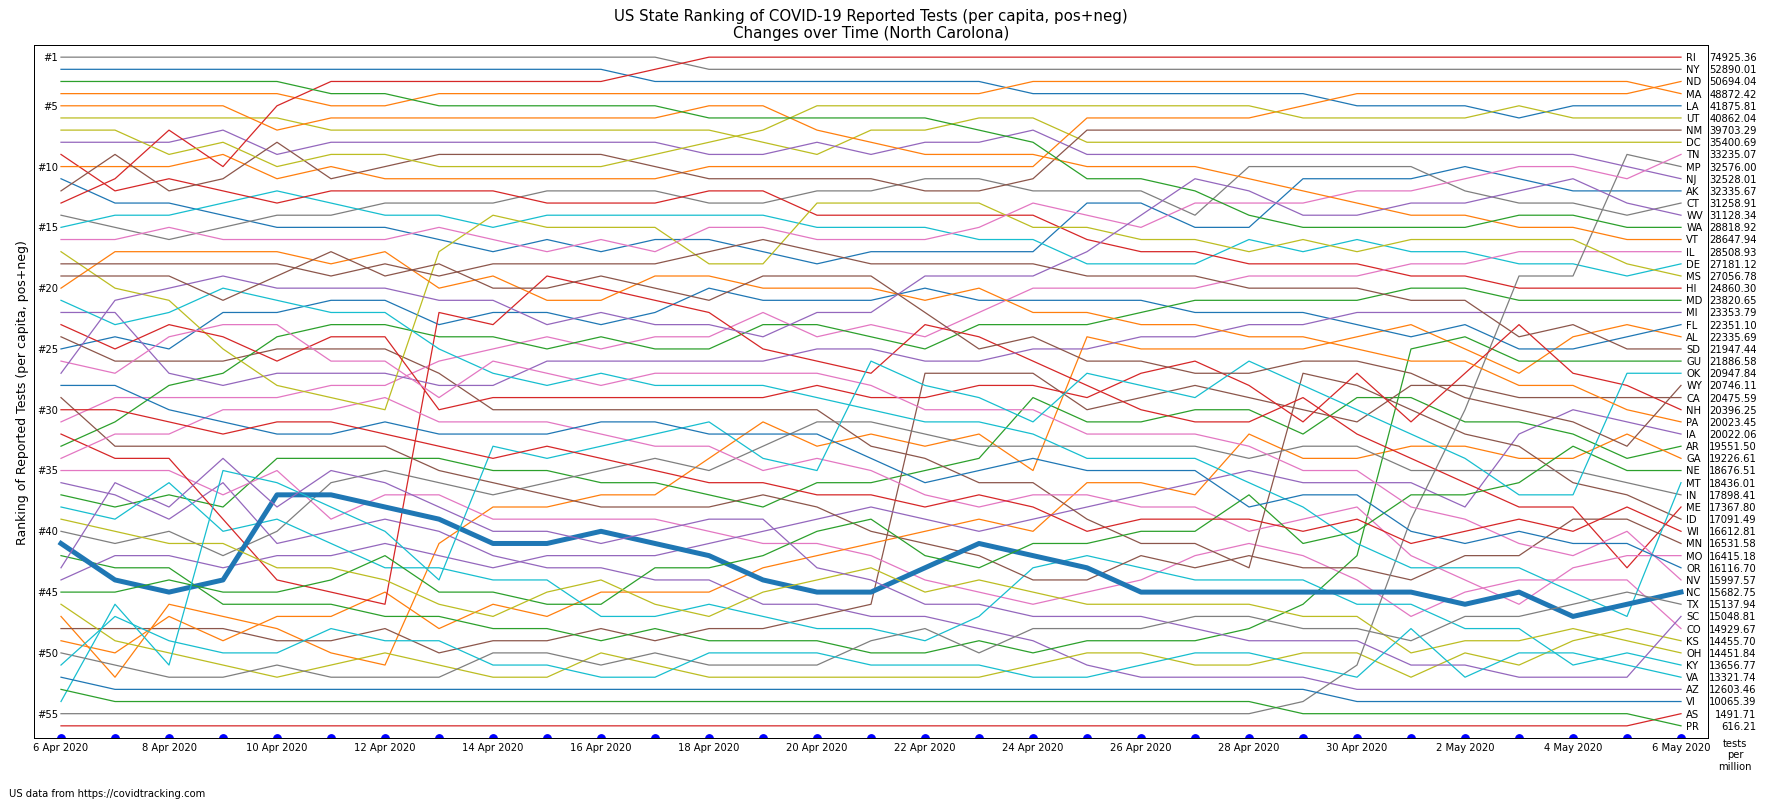 US State Ranking of COVID-19 Reported Tests (per capita, pos+neg)
Changes over Time (North Carolona)
Ranking of Reported Tests (per capita, pos+neg)
#1
#5
#10
#15
#20
#25
#30
#35
#40
#45
#50
#55
RI 74925.36
NY 52890.01
ND 50694.04
MA 48872.42
LA 41875.81
UT 40862.04
NM 39703.29
DC 35400.69
TN 33235.07
MP 32576.00
NJ 32528.01
AK 32335.67
CT 31258.91
WV 31128.34
WA 28818.92
VT 28647.94
IL 28508.93
DE 27181.12
MS 27056.78
HI 24860.30
MD 23820.65
MI 23353.79
FL 22351.10
AL 22335.69
SD 21947.44
GU 21886.58
OK 20947.84
WY 20746.11
CA 20475.59
NH 20396.25
PA 20023.45
IA 20022.06
AR 19551.50
GA 19226.61
NE 18676.51
MT 18436.01
IN 17898.41
ME 17367.80
ID 17091.49
WI 16612.81
MN 16531.58
MO 16415.18
OR 16116.70
NV 15997.57
NC 15682.75
TX 15137.94
SC 15048.81
CO 14929.67
KS 14455.70
OH 14451.84
KY 13656.77
VA 13321.74
AZ 12603.46
VI 10065.39
AS 1491.71
PR 616.21
6 Apr 2020 8 Apr 2020 10 Apr 2020 12 Apr 2020 14 Apr 2020 16 Apr 2020 18 Apr 2020 20 Apr 2020 22 Apr 2020 24 Apr 2020 26 Apr 2020 28 Apr 2020 30 Apr 2020 2 May 2020 4 May 2020 6 May 2020
tests
per
million
US data from https://covidtracking.com